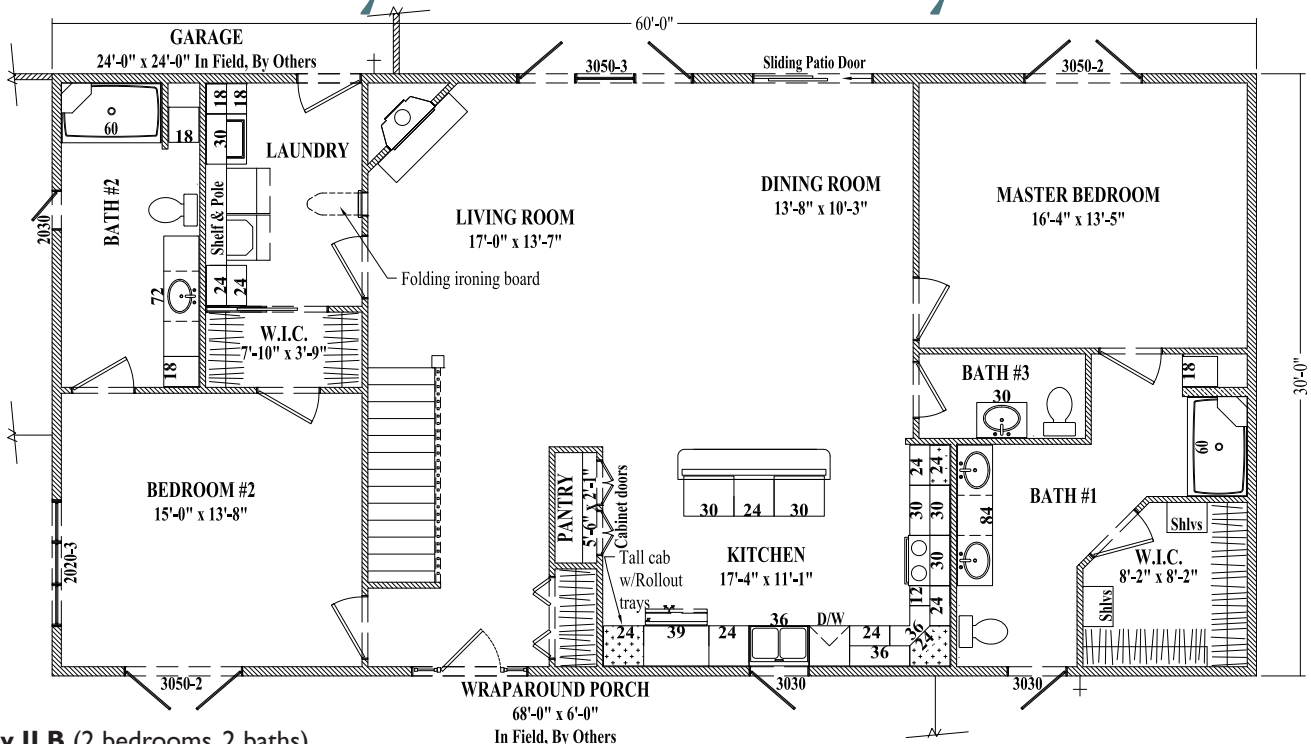 60'-0"
GARAGE
24'-0" x 24'-0" In Field, By Others
3050-3
Sliding Patio Door
3050-2
60
18
18
18
30
LAUNDRY
BATH #2
2030
Shelf & Pole
24
24
72
18
Folding ironing board
W.I.C.
7'-10" x 3'-9"
LIVING ROOM
17'-0" x 13'-7"
DINING ROOM
13'-8" x 10'-3"
MASTER BEDROOM
16'-4" x 13'-5"
30'-0"
BATH #3
30
18
60
BEDROOM #2
15'-0" x 13'-8"
2020-3
PANTRY
5'-6" x 2'-1"
Cabinet doors
30
24
30
24
24
30
30
30
12
24
84
BATH #1
Shlvs
W.I.C.
8'-2" x 8'-2"
Shlvs
KITCHEN
17'-4" x 11'-1"
Tall cab
w/Rollout
trays
24
39
24
36
D/W
24
36
36
24
3050-2
WRAPAROUND PORCH
68'-0" x 6'-0"
In Field, By Others
3030
3030
II B (2 bedrooms, 2 baths)